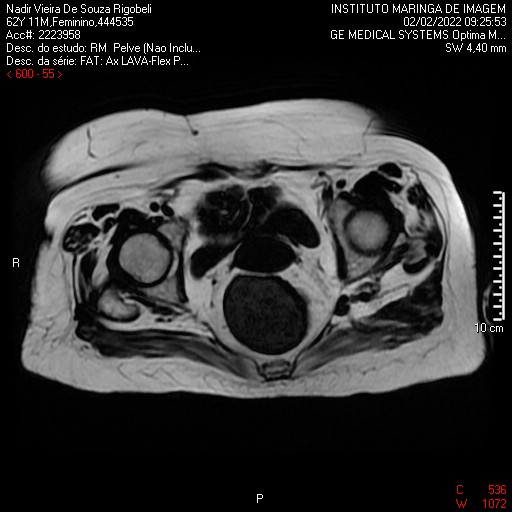 Nadir Vieira De Souza Rigobeli
62Y 11M,Feminino,444535
Acc#: 2223958
Desc. do estudo: RM Pelve (Nao Inclu...
Desc. da série: FAT: Ax LAVA-Flex P...
< 600 - 55 >
INSTITUTO MARINGA DE IMAGEM
02/02/2022 09:25:53
GE MEDICAL SYSTEMS Optima M...
SW 4,40 mm
R
10 cm
P
C 536
W 1072